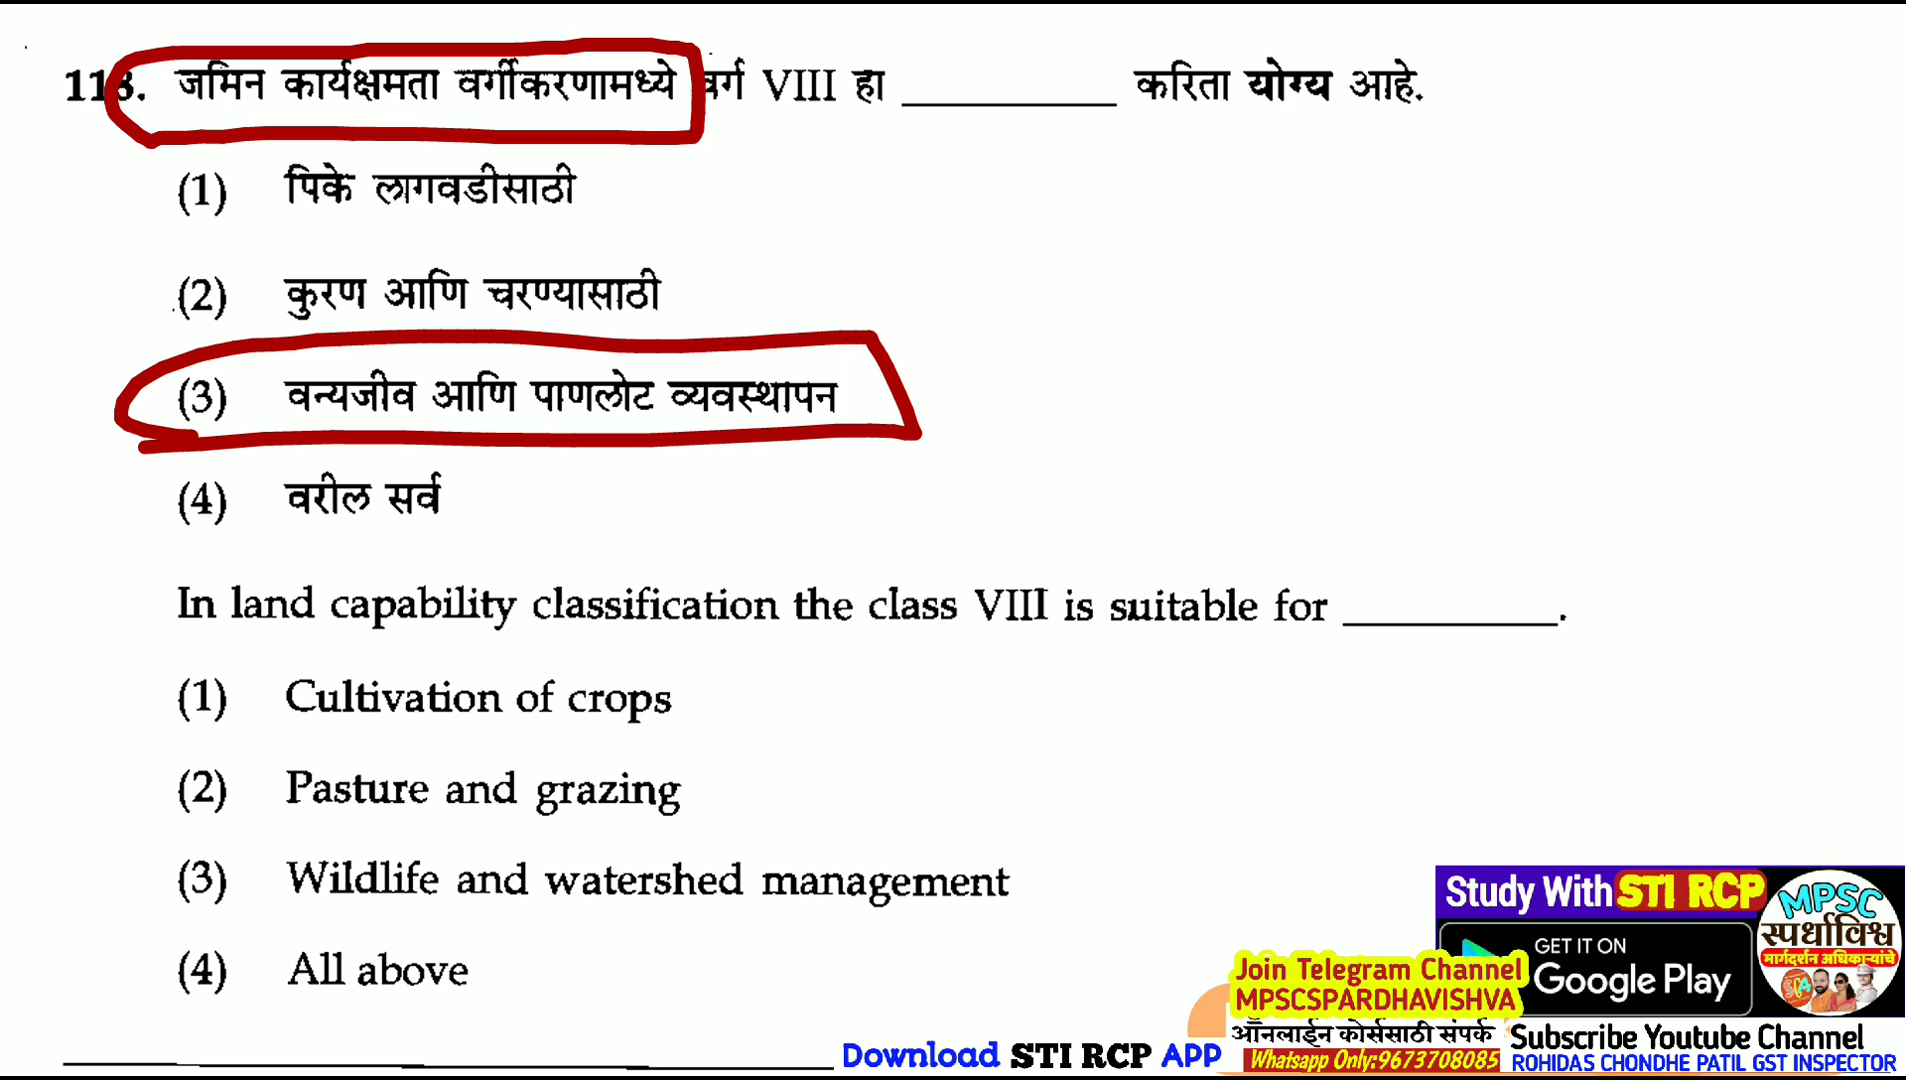 113. जमिन कार्यक्षमता वर्गीकरणामध्ये वर्ग VIII हा __________ करिता योग्य आहे.
(1) पिके लागवडीसाठी
(2) कुरण आणि चरण्यासाठी
(3) वन्यजीव आणि पाणलोट व्यवस्थापन
(4) वरील सर्व
In land capability classification the class VIII is suitable for __________.
(1) Cultivation of crops
(2) Pasture and grazing
(3) Wildlife and watershed management
(4) All above
Study With STI RCP
GET IT ON
Google Play
MPSC
स्पर्धाविश्व
मार्गदर्शन अधिकाऱ्यांचे
Join Telegram Channel
MPSCSPARDHAVISHVA
ऑनलाईन कोर्ससाठी संपर्क
Whatsapp Only:9673708085
Download STI RCP APP
Subscribe Youtube Channel
ROHIDAS CHONDHE PATIL GST INSPECTOR